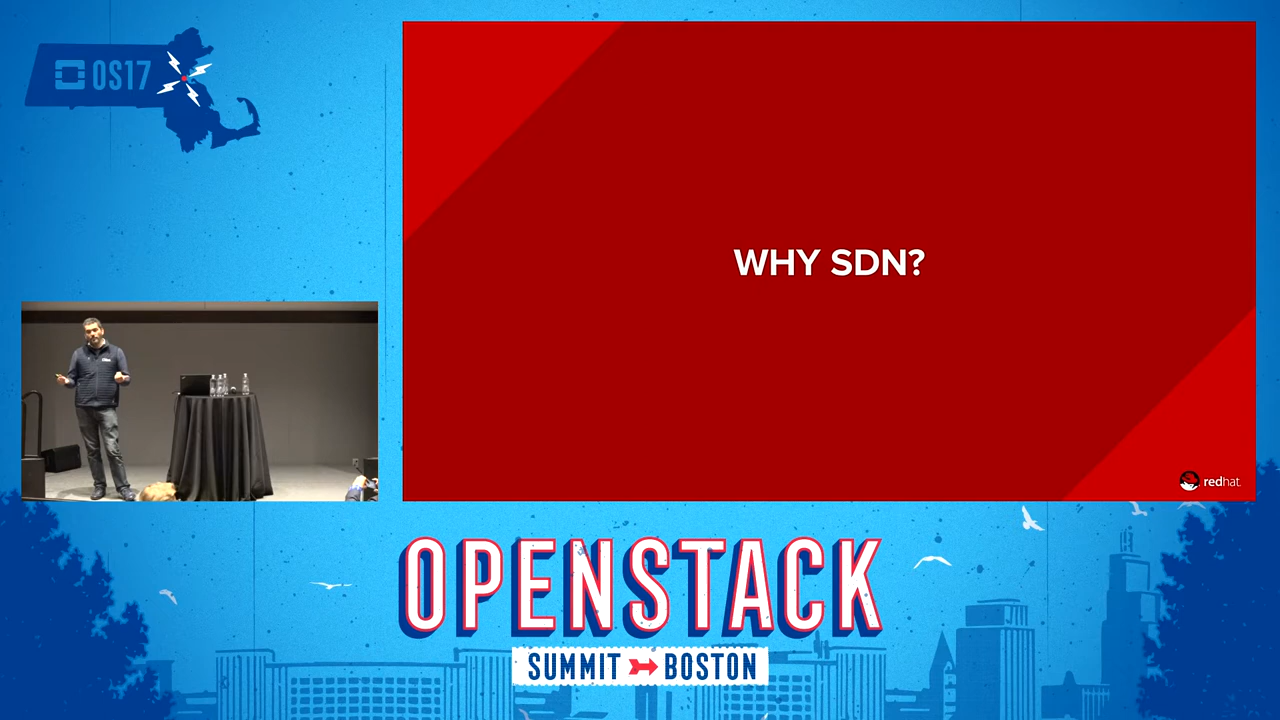 OS17
WHY SDN?
redhat.
OPENSTACK
SUMMIT BOSTON